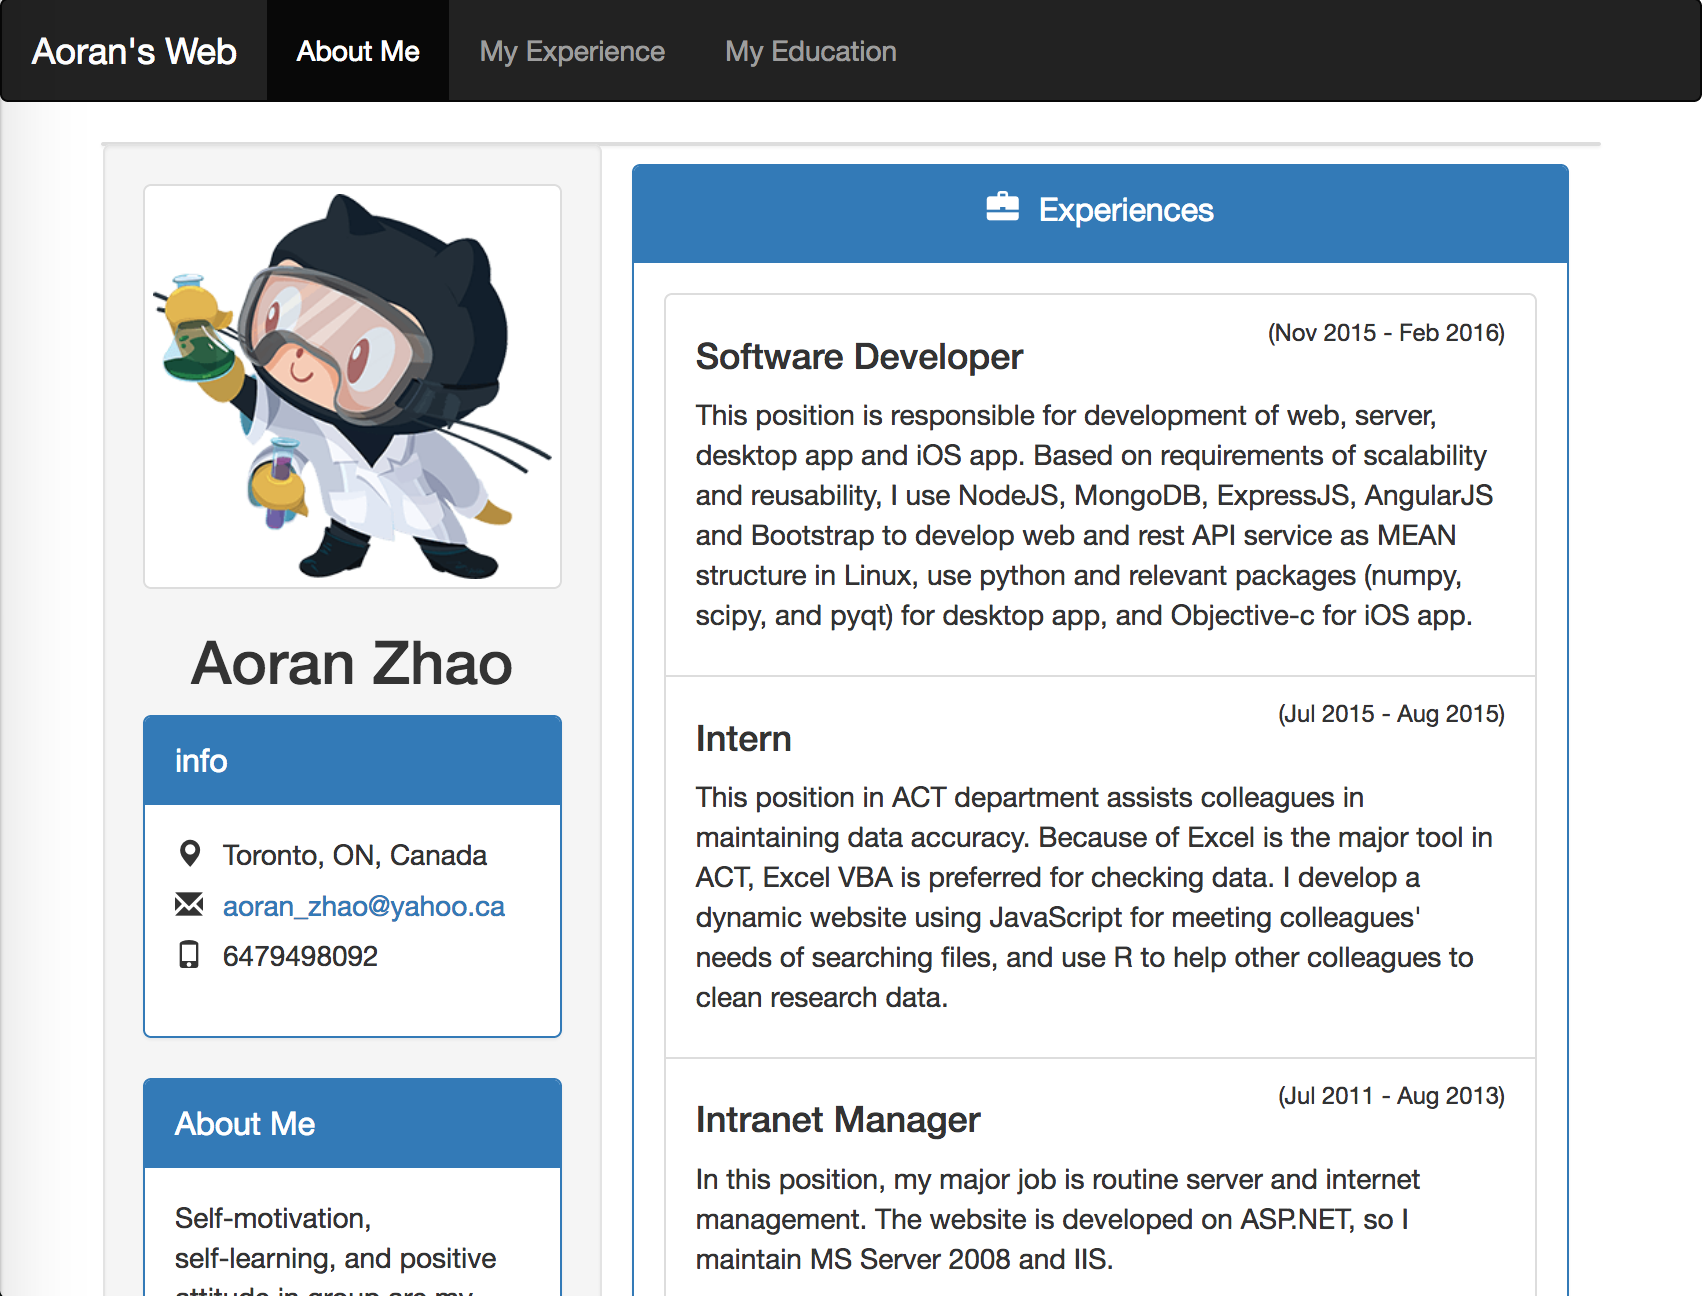 Aoran's Web About Me My Experience My Education
Aoran Zhao
info
Toronto, ON, Canada
aoran_zhao@yahoo.ca
6479498092
About Me
Self-motivation,
self-learning, and positive
attitude in group are my
Experiences
(Nov 2015 - Feb 2016)
Software Developer
This position is responsible for development of web, server,
desktop app and iOS app. Based on requirements of scalability
and reusability, I use NodeJS, MongoDB, ExpressJS, AngularJS
and Bootstrap to develop web and rest API service as MEAN
structure in Linux, use python and relevant packages (numpy,
scipy, and pyqt) for desktop app, and Objective-c for iOS app.
(Jul 2015 - Aug 2015)
Intern
This position in ACT department assists colleagues in
maintaining data accuracy. Because of Excel is the major tool in
ACT, Excel VBA is preferred for checking data. I develop a
dynamic website using JavaScript for meeting colleagues'
needs of searching files, and use R to help other colleagues to
clean research data.
(Jul 2011 - Aug 2013)
Intranet Manager
In this position, my major job is routine server and internet
management. The website is developed on ASP.NET, so I
maintain MS Server 2008 and IIS.